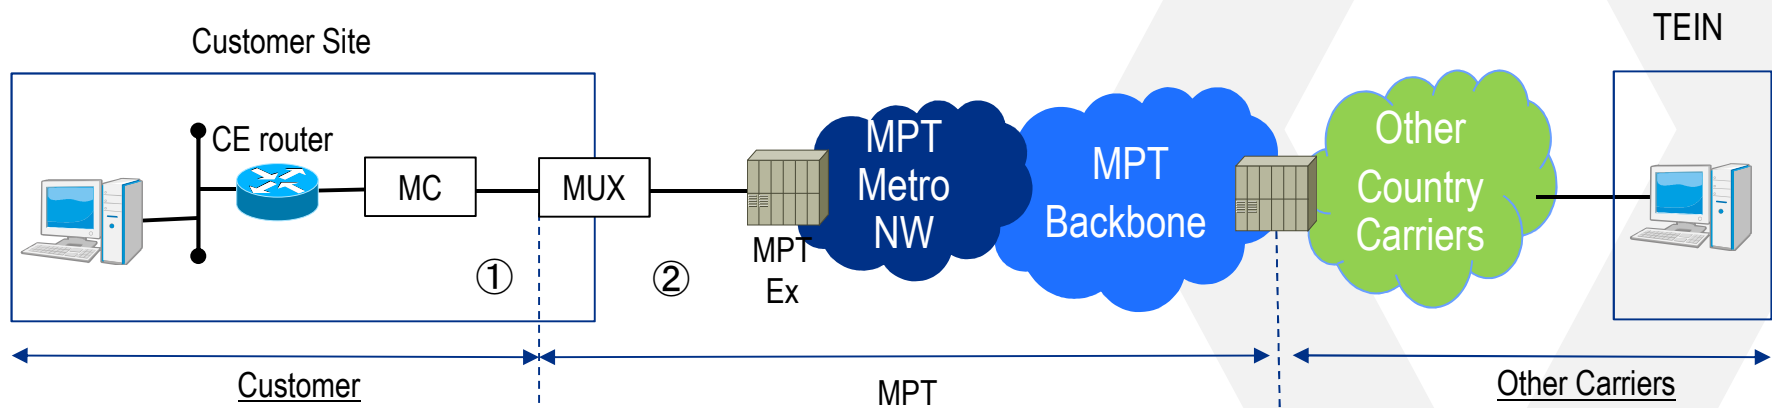 Customer Site
TEIN
CE router
MC
MUX
MPT
Metro
NW
MPT
Backbone
Other
Country
Carriers
MPT
Ex
①
②
Customer
MPT
Other Carriers